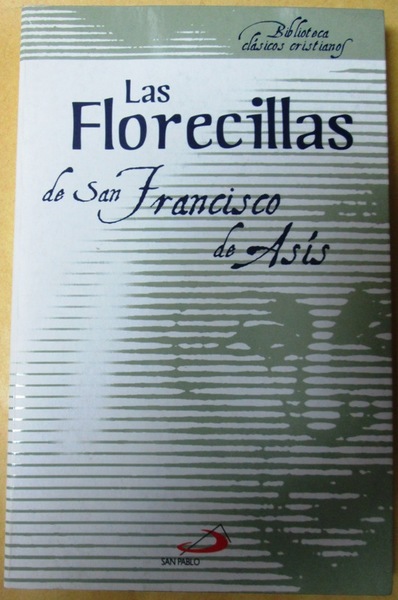 Biblioteca
clásicos cristianos
Las
Florecillas
de San Francisco
de Asís
SAN PABLO